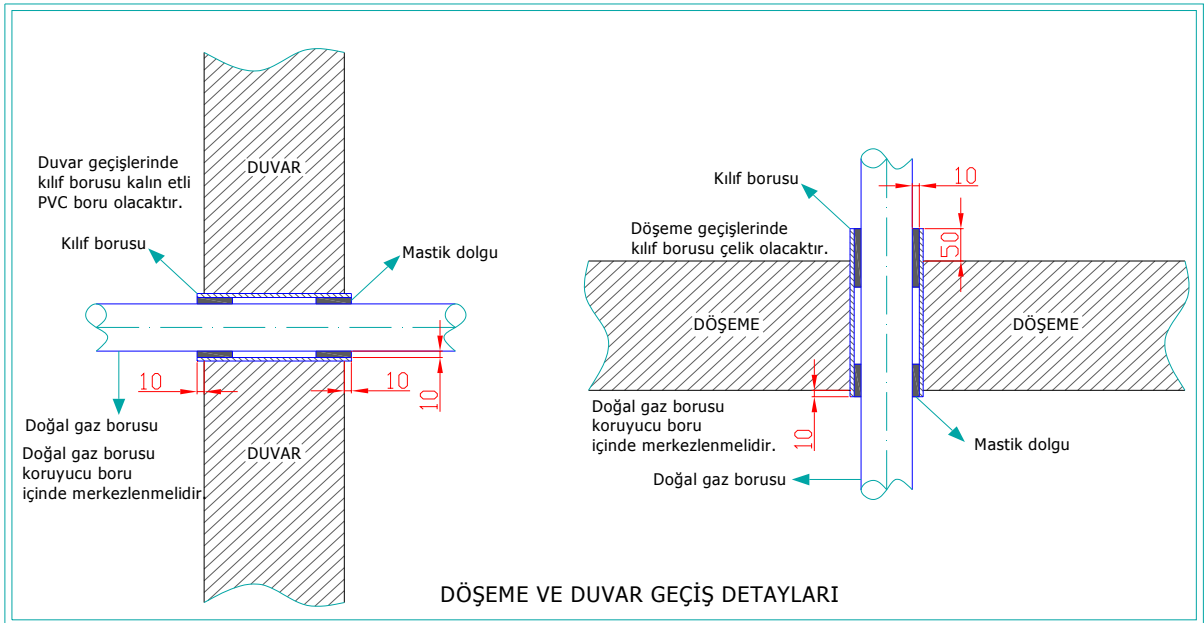 DUVAR
Duvar geçişlerinde
kılıf borusu kalın etli
PVC boru olacaktır.
Kılıf borusu
Mastik dolgu
10
10
10
Doğal gaz borusu
Doğal gaz borusu
koruyucu boru
içinde merkezlenmelidir.
DUVAR
Kılıf borusu
10
Döşeme geçişlerinde
kılıf borusu çelik olacaktır.
50
DÖŞEME
DÖŞEME
Doğal gaz borusu
koruyucu boru
içinde merkezlenmelidir.
10
Mastik dolgu
Doğal gaz borusu
DÖŞEME VE DUVAR GEÇİŞ DETAYLARI